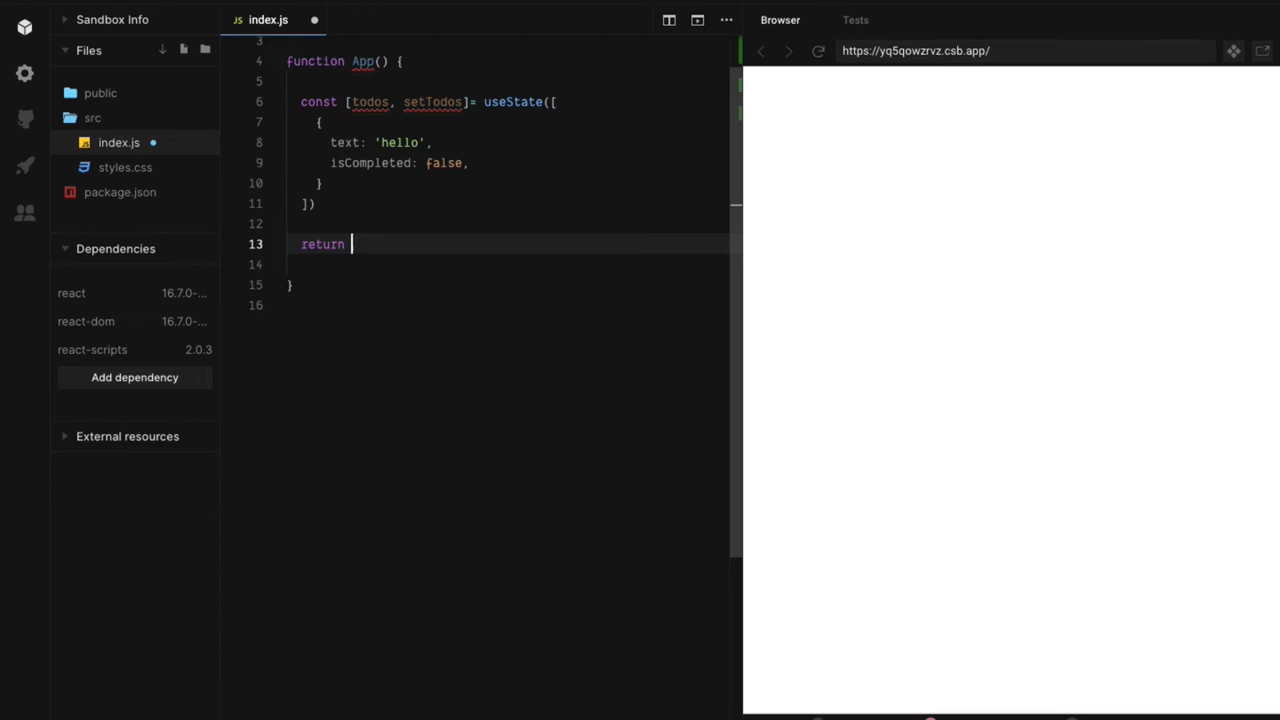 Sandbox Info
Files
public
src
index.js
styles.css
package.json
Dependencies
react 16.7.0-...
react-dom 16.7.0-...
react-scripts 2.0.3
Add dependency
External resources
JS index.js
3
4 function App() {
5
6 const [todos, setTodos]= useState([
7 {
8 text: 'hello',
9 isCompleted: false,
10 }
11 ])
12
13 return
14
15 }
16
Browser Tests
https://yq5qowzrvz.csb.app/